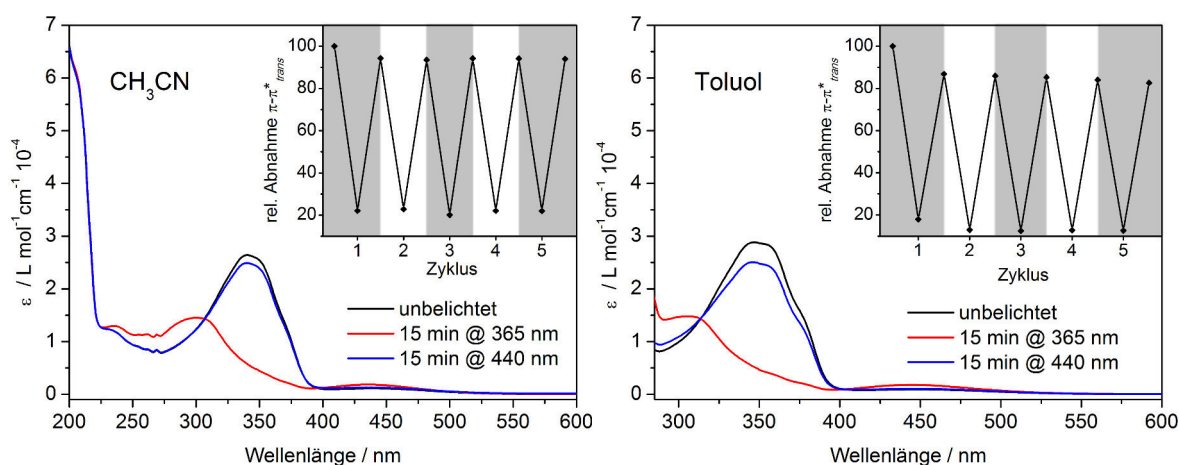 7
6
5
4
3
2
1
0
ε / L mol⁻¹cm⁻¹ 10⁻⁴
CH₃CN
100
80
60
40
20
rel. Abnahme π-π*trans
1 2 3 4 5
Zyklus
unbelichtet
15 min @ 365 nm
15 min @ 440 nm
200 250 300 350 400 450 500 550 600
Wellenlänge / nm
7
6
5
4
3
2
1
0
ε / L mol⁻¹cm⁻¹ 10⁻⁴
Toluol
100
80
60
40
20
rel. Abnahme π-π*trans
1 2 3 4 5
Zyklus
unbelichtet
15 min @ 365 nm
15 min @ 440 nm
300 350 400 450 500 550 600
Wellenlänge / nm